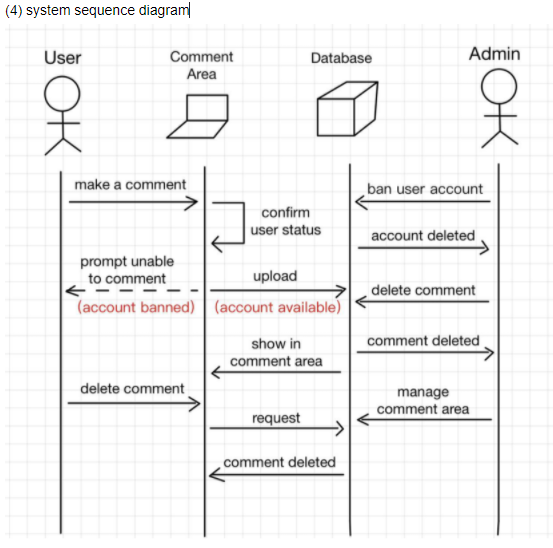 (4) system sequence diagram
User
Comment
Area
Database
Admin
make a comment
ban user account
confirm
user status
account deleted
prompt unable
to comment
upload
delete comment
(account banned)
(account available)
show in
comment area
comment deleted
delete comment
manage
comment area
request
comment deleted